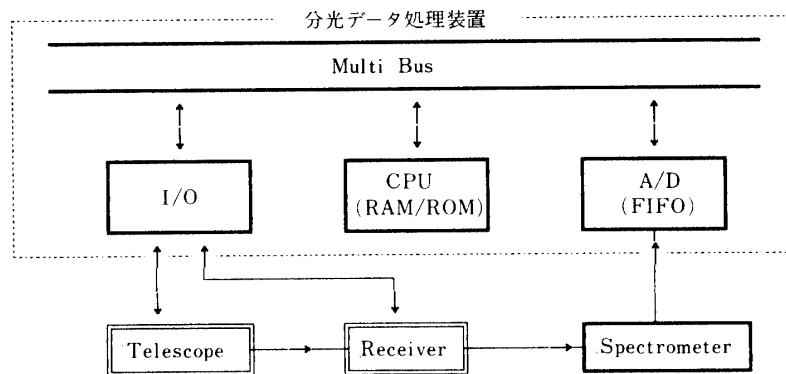 分光データ処理装置
Multi Bus
I/O
CPU
(RAM/ROM)
A/D
(FIFO)
Telescope
Receiver
Spectrometer